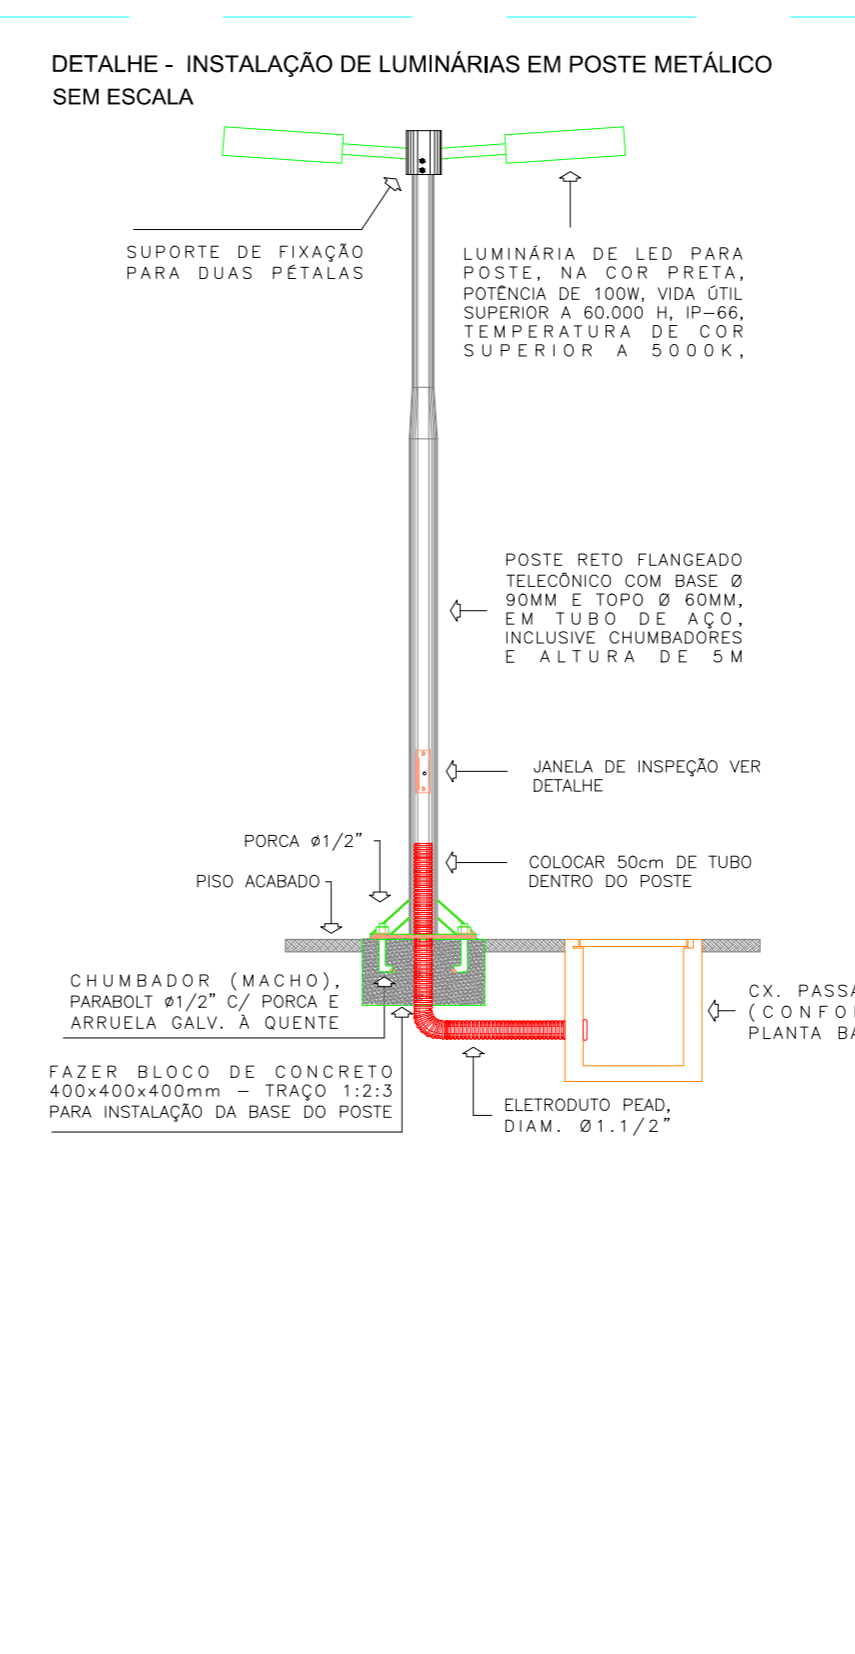 DETALHE - INSTALAÇÃO DE LUMINÁRIAS EM POSTE METÁLICO
SEM ESCALA
SUPORTE DE FIXAÇÃO
PARA DUAS PÉTALAS
LUMINÁRIA DE LED PARA
POSTE, NA COR PRETA,
POTÊNCIA DE 100W, VIDA ÚTIL
SUPERIOR A 60.000 H, IP-66,
TEMPERATURA DE COR
SUPERIOR A 5000K,
POSTE RETO FLANGEADO
TELECÔNICO COM BASE Ø
90MM E TOPO Ø 60MM,
EM TUBO DE AÇO,
INCLUSIVE CHUMBADORES
E ALTURA DE 5M
JANELA DE INSPEÇÃO VER
DETALHE
PORCA ø1/2"
COLOCAR 50cm DE TUBO
DENTRO DO POSTE
PISO ACABADO
CHUMBADOR (MACHO),
PARABOLT ø1/2" C/ PORCA E
ARRUELA GALV. À QUENTE
CX. PASSA
(CONFO
PLANTA BA
FAZER BLOCO DE CONCRETO
400x400x400mm - TRAÇO 1:2:3
PARA INSTALAÇÃO DA BASE DO POSTE
ELETRODUTO PEAD,
DIAM. Ø1.1/2"